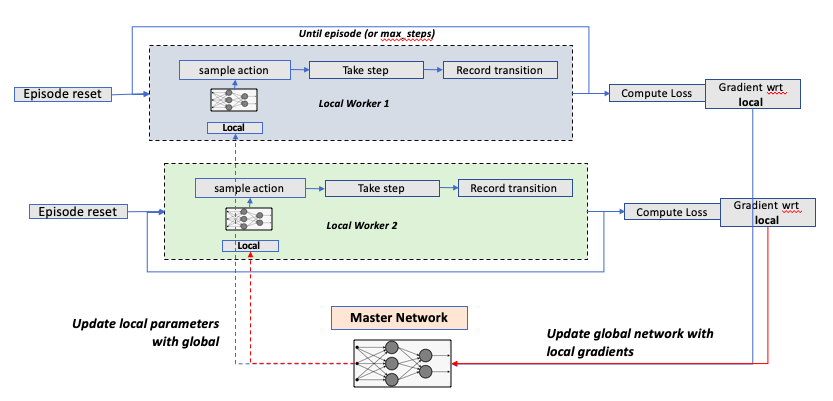 Until episode (or max_steps)
sample action
Take step
Record transition
Episode reset
Local Worker 1
Local
Compute Loss
Gradient wrt
local
sample action
Take step
Record transition
Episode reset
Local Worker 2
Local
Compute Loss
Gradient wrt
local
Master Network
Update local parameters
with global
Update global network with
local gradients